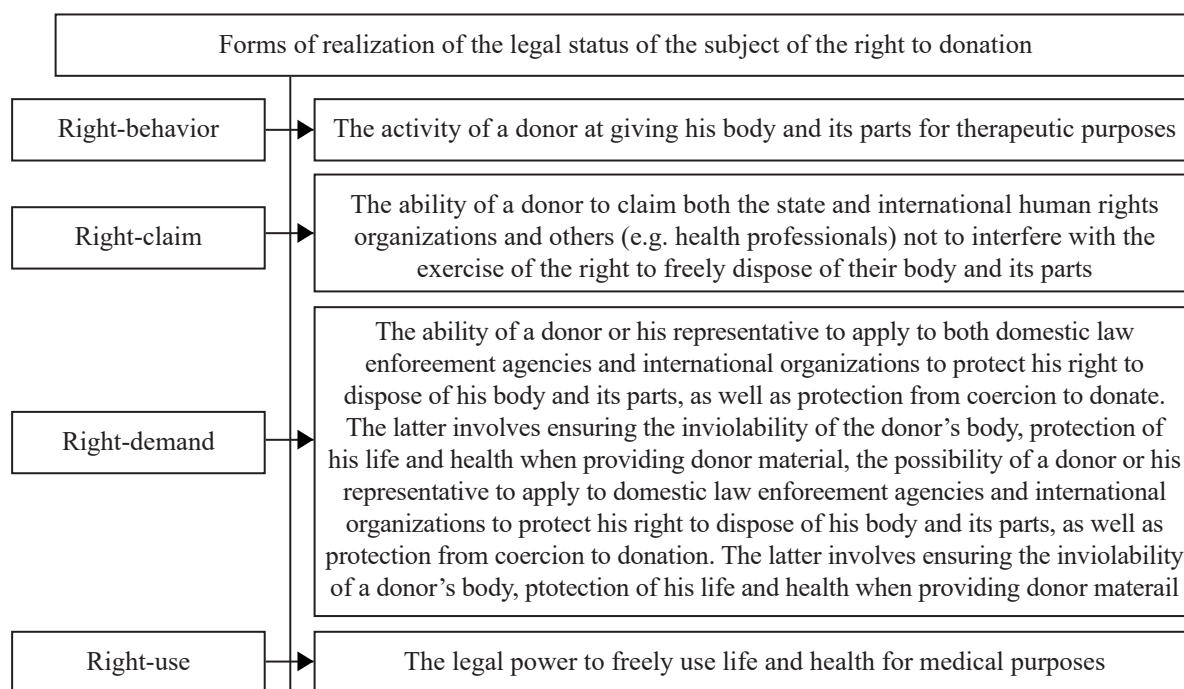 Forms of realization of the legal status of the subject of the right to donation
Right-behavior
The activity of a donor at giving his body and its parts for therapeutic purposes
Right-claim
The ability of a donor to claim both the state and international human rights
organizations and others (e.g. health professionals) not to interfere with the
exercise of the right to freely dispose of their body and its parts
Right-demand
The ability of a donor or his representative to apply to both domestic law
enforeement agencies and international organizations to protect his right to
dispose of his body and its parts, as well as protection from coercion to donate.
The latter involves ensuring the inviolability of the donor’s body, protection of
his life and health when providing donor material, the possibility of a donor or his
representative to apply to domestic law enforeement agencies and international
organizations to protect his right to dispose of his body and its parts, as well as
protection from coercion to donation. The latter involves ensuring the inviolability
of a donor’s body, ptotection of his life and health when providing donor materail
Right-use
The legal power to freely use life and health for medical purposes